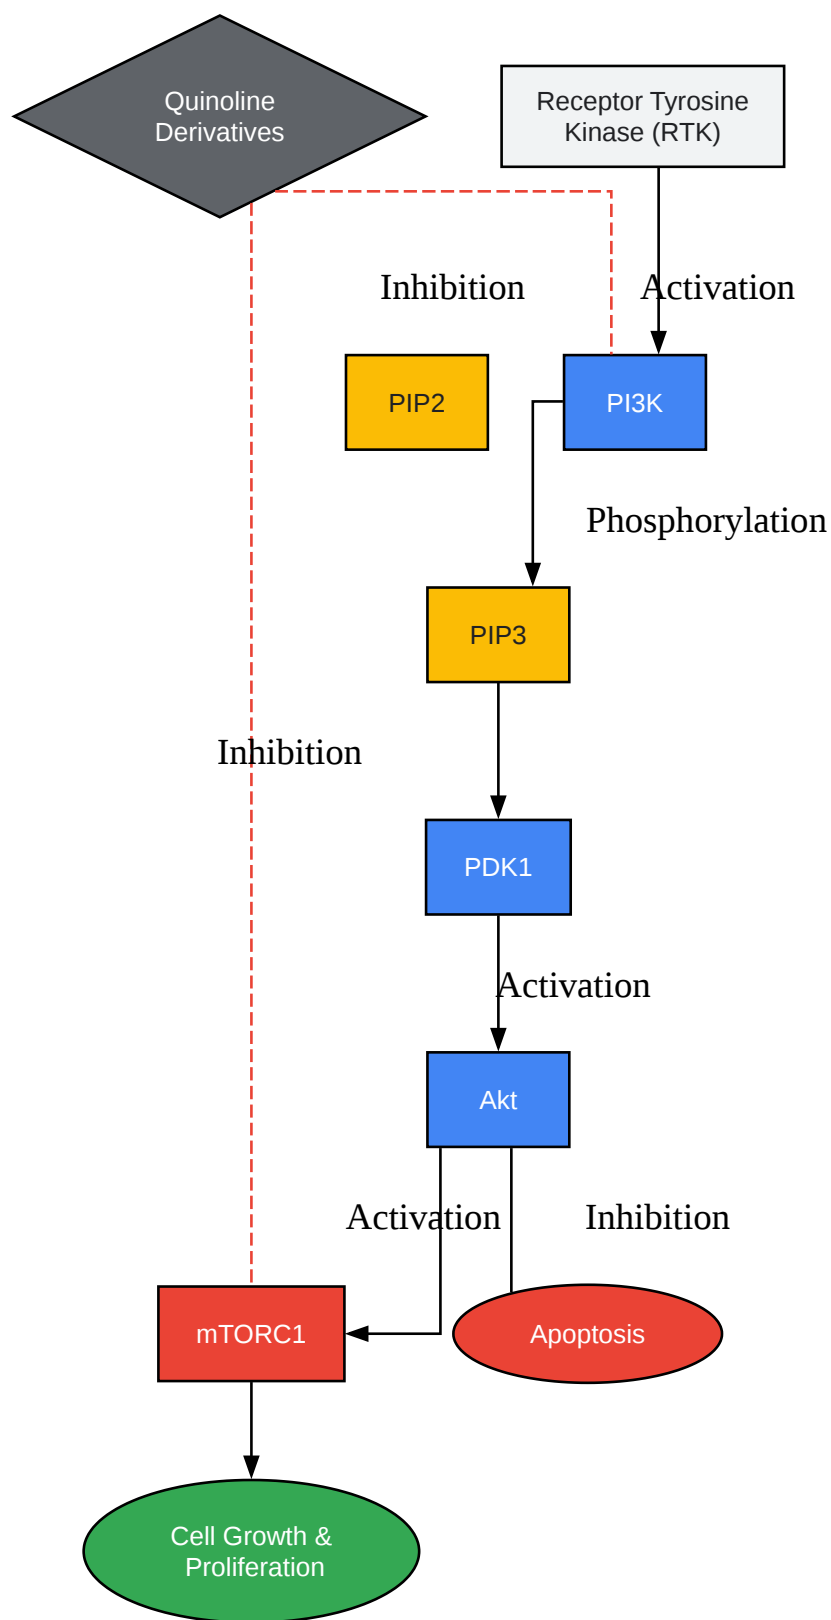 Quinoline
Derivatives
Receptor Tyrosine
Kinase (RTK)
Inhibition
Activation
PIP2
PI3K
Phosphorylation
PIP3
Inhibition
PDK1
Activation
Akt
Activation
Inhibition
mTORC1
Apoptosis
Cell Growth &
Proliferation